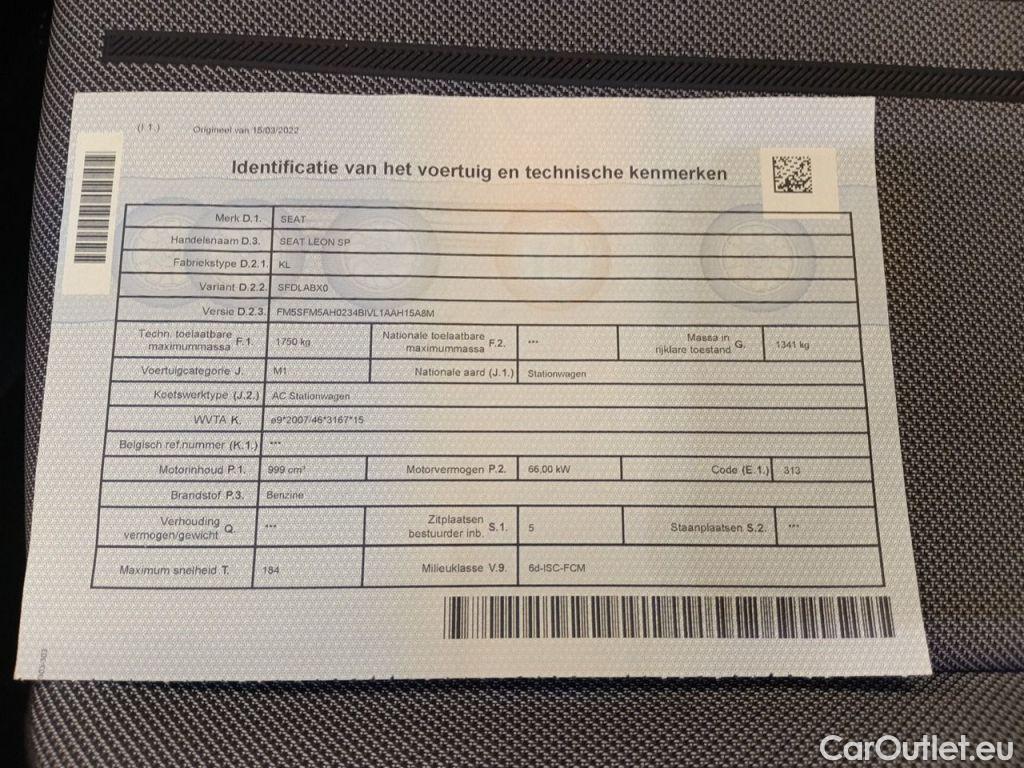 (I 1.) Origineel van 15/03/2022
Identificatie van het voertuig en technische kenmerken
Merk D.1. SEAT
Handelsnaam D.3. SEAT LEON SP
Fabriekstype D.2.1. KL
Variant D.2.2. SFDLABX0
Versie D.2.3. FM5SFM5AH0234BIVL1AAH15A8M
Techn. toelaatbare maximummassa F.1. 1750 kg Nationale toelaatbare maximummassa F.2. *** Massa in rijklare toestand G. 1341 kg
Voertuigcategorie J. M1 Nationale aard (J.1.) Stationwagen
Koetswerktype (J.2.) AC Stationwagen
WVTA K. e9*2007/46*3167*15
Belgisch ref.nummer (K.1.) ***
Motorinhoud P.1. 999 cm³ Motorvermogen P.2. 66,00 kW Code (E.1.) 313
Brandstof P.3. Benzine
Verhouding vermogen/gewicht Q. *** Zitplaatsen bestuurder inb. S.1. 5 Staanplaatsen S.2. ***
Maximum snelheid T. 184 Milieuklasse V.9. 6d-ISC-FCM
CarOutlet.eu